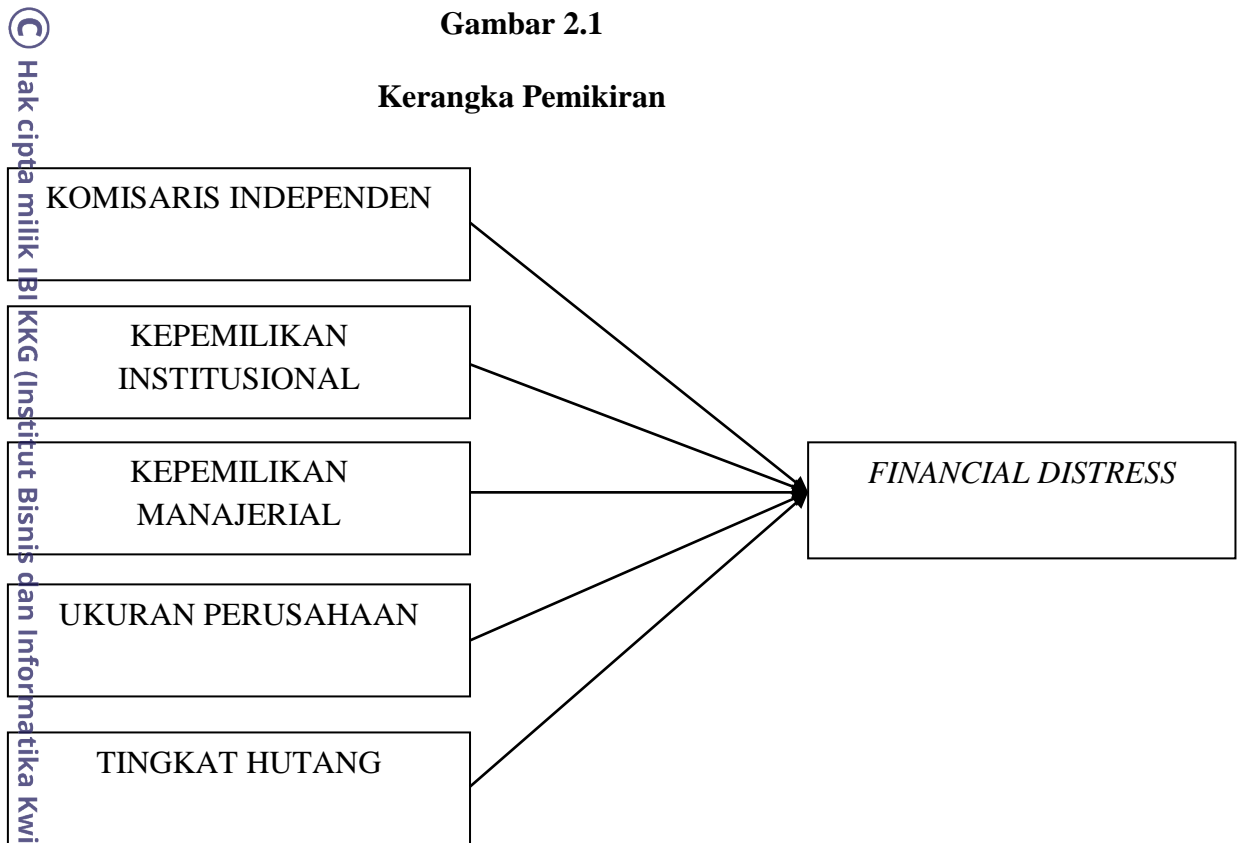 Gambar 2.1
Kerangka Pemikiran
KOMISARIS INDEPENDEN
KEPEMILIKAN
INSTITUSIONAL
KEPEMILIKAN
MANAJERIAL
UKURAN PERUSAHAAN
TINGKAT HUTANG
FINANCIAL DISTRESS
© Hak cipta milik IBI KKG (Institut Bisnis dan Informatika Kwi